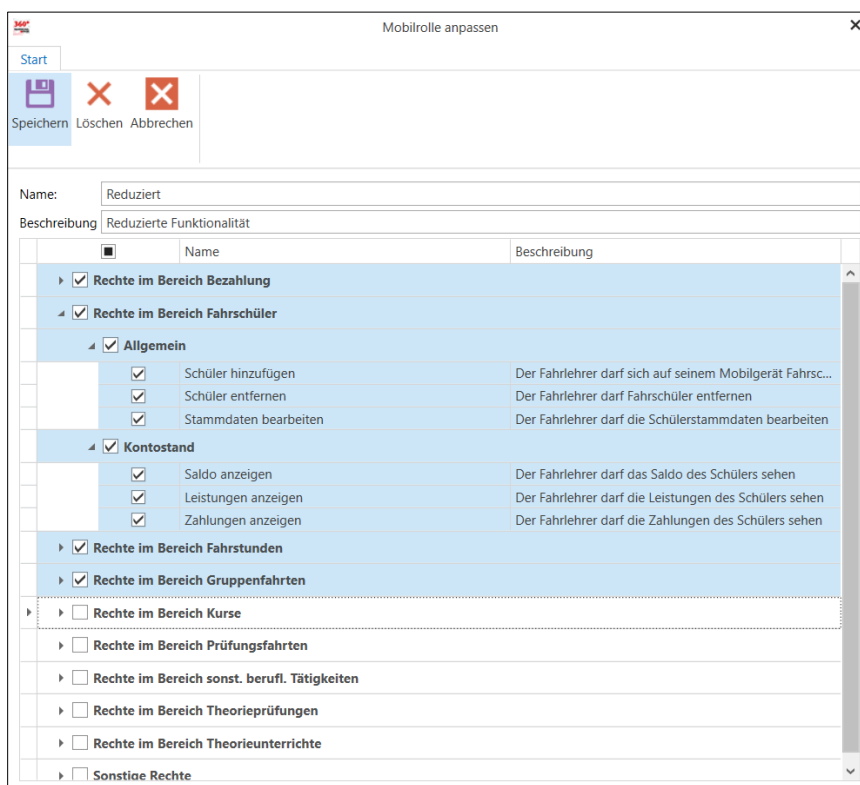 360°
Mobilrolle anpassen
Start
Speichern Löschen Abbrechen
Name: Reduziert
Beschreibung Reduzierte Funktionalität
Name Beschreibung
Rechte im Bereich Bezahlung
Rechte im Bereich Fahrschüler
Allgemein
Schüler hinzufügen Der Fahrlehrer darf sich auf seinem Mobilgerät Fahrsc...
Schüler entfernen Der Fahrlehrer darf Fahrschüler entfernen
Stammdaten bearbeiten Der Fahrlehrer darf die Schülerstammdaten bearbeiten
Kontostand
Saldo anzeigen Der Fahrlehrer darf das Saldo des Schülers sehen
Leistungen anzeigen Der Fahrlehrer darf die Leistungen des Schülers sehen
Zahlungen anzeigen Der Fahrlehrer darf die Zahlungen des Schülers sehen
Rechte im Bereich Fahrstunden
Rechte im Bereich Gruppenfahrten
Rechte im Bereich Kurse
Rechte im Bereich Prüfungsfahrten
Rechte im Bereich sonst. berufl. Tätigkeiten
Rechte im Bereich Theorieprüfungen
Rechte im Bereich Theorieunterrichte
Sonstige Rechte